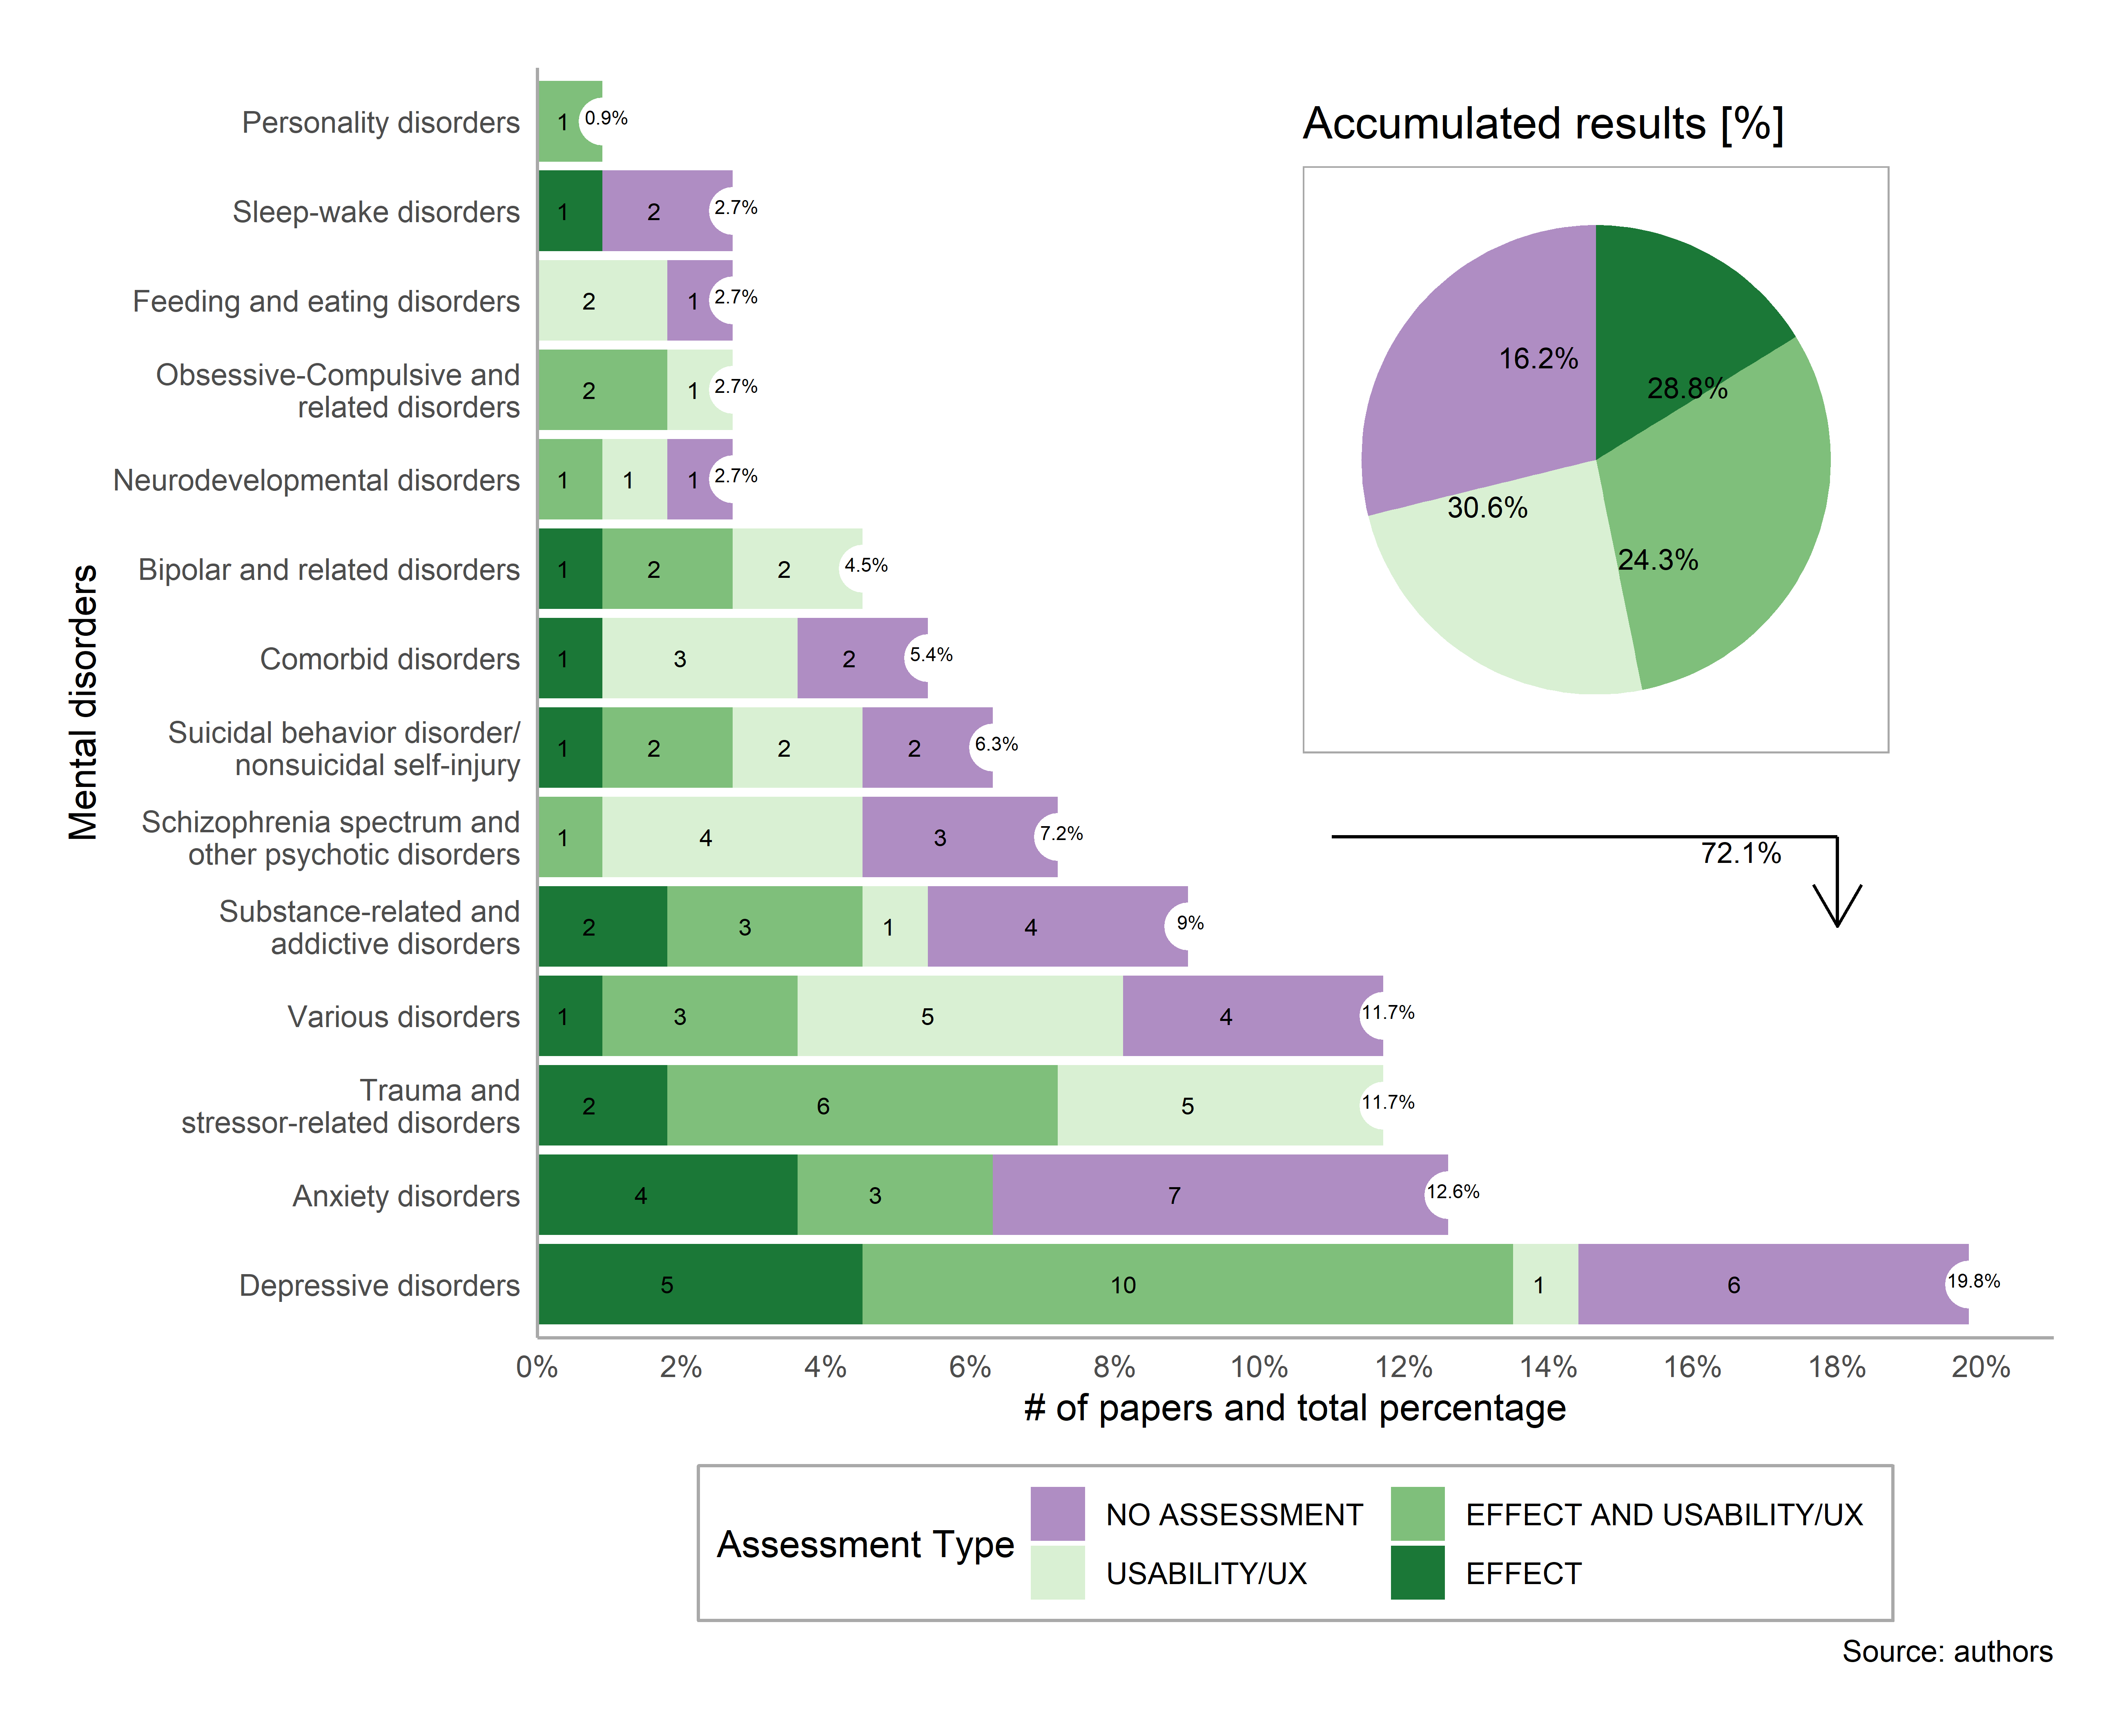 Accumulated results [%]
16.2%
28.8%
30.6%
24.3%
72.1%
Mental disorders
Personality disorders
1 0.9%
Sleep-wake disorders
1 2 2.7%
Feeding and eating disorders
2 1 2.7%
Obsessive-Compulsive and
related disorders
2 1 2.7%
Neurodevelopmental disorders
1 1 1 2.7%
Bipolar and related disorders
1 2 2 4.5%
Comorbid disorders
1 3 2 5.4%
Suicidal behavior disorder/
nonsuicidal self-injury
1 2 2 2 6.3%
Schizophrenia spectrum and
other psychotic disorders
1 4 3 7.2%
Substance-related and
addictive disorders
2 3 1 4 9%
Various disorders
1 3 5 4 11.7%
Trauma and
stressor-related disorders
2 6 5 11.7%
Anxiety disorders
4 3 7 12.6%
Depressive disorders
5 10 1 6 19.8%
0% 2% 4% 6% 8% 10% 12% 14% 16% 18% 20%
# of papers and total percentage
Assessment Type
NO ASSESSMENT
USABILITY/UX
EFFECT AND USABILITY/UX
EFFECT
Source: authors